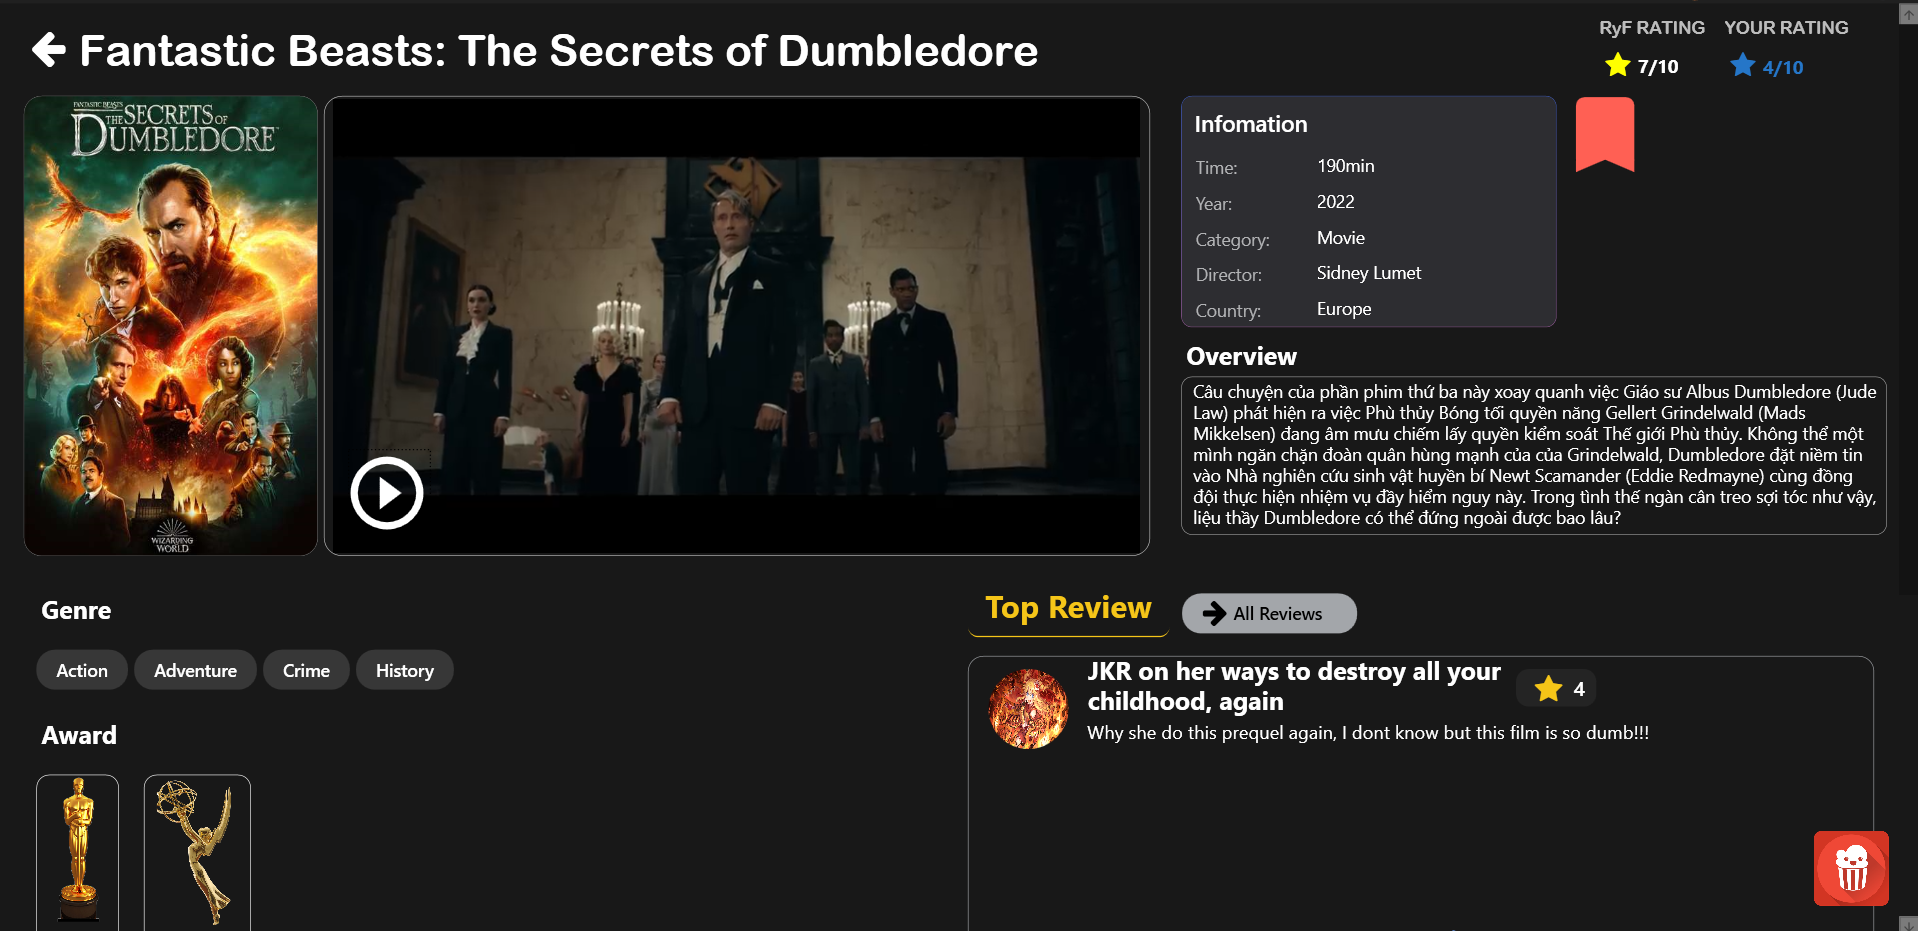 Fantastic Beasts: The Secrets of Dumbledore
RyF RATING
YOUR RATING
7/10
4/10
FANTASTIC BEASTS
THE SECRETS OF
DUMBLEDORE
WIZARDING
WORLD
Infomation
Time: 190min
Year: 2022
Category: Movie
Director: Sidney Lumet
Country: Europe
Overview
Câu chuyện của phần phim thứ ba này xoay quanh việc Giáo sư Albus Dumbledore (Jude
Law) phát hiện ra việc Phù thủy Bóng tối quyền năng Gellert Grindelwald (Mads
Mikkelsen) đang âm mưu chiếm lấy quyền kiểm soát Thế giới Phù thủy. Không thể một
mình ngăn chặn đoàn quân hùng mạnh của của Grindelwald, Dumbledore đặt niềm tin
vào Nhà nghiên cứu sinh vật huyền bí Newt Scamander (Eddie Redmayne) cùng đồng
đội thực hiện nhiệm vụ đầy hiểm nguy này. Trong tình thế ngàn cân treo sợi tóc như vậy,
liệu thầy Dumbledore có thể đứng ngoài được bao lâu?
Genre
Action
Adventure
Crime
History
Award
Top Review
All Reviews
JKR on her ways to destroy all your
childhood, again
4
Why she do this prequel again, I dont know but this film is so dumb!!!